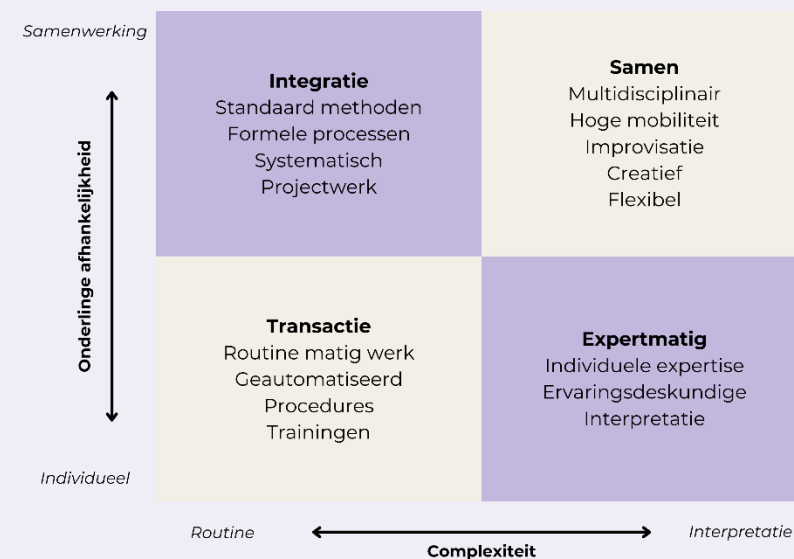 Samenwerking
Onderlinge afhankelijkheid
Individueel
Integratie
Standaard methoden
Formele processen
Systematisch
Projectwerk
Samen
Multidisciplinair
Hoge mobiliteit
Improvisatie
Creatief
Flexibel
Transactie
Routine matig werk
Geautomatiseerd
Procedures
Trainingen
Expertmatig
Individuele expertise
Ervaringsdeskundige
Interpretatie
Routine
Complexiteit
Interpretatie